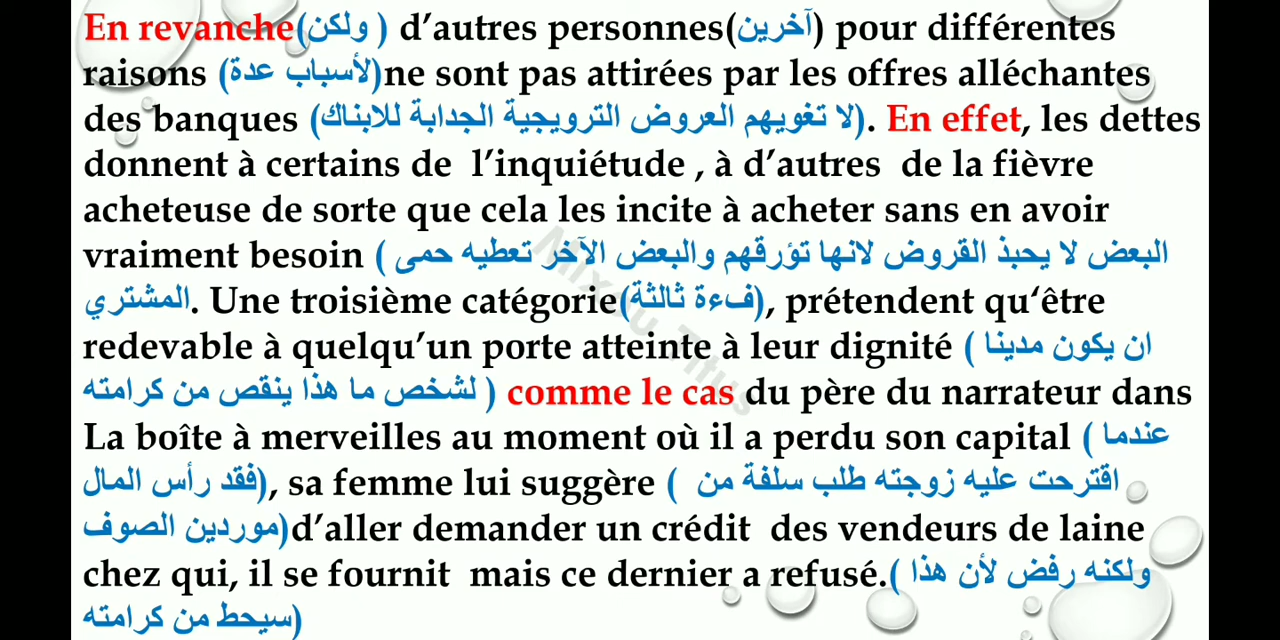 En revanche(ولكن ) d’autres personnes(آخرين) pour différentes
raisons (لأسباب عدة)ne sont pas attirées par les offres alléchantes
des banques (لا تغويهم العروض الترويجية الجدابة للابناك). En effet, les dettes
donnent à certains de l’inquiétude , à d’autres de la fièvre
acheteuse de sorte que cela les incite à acheter sans en avoir
vraiment besoin ( البعض لا يحبذ القروض لانها تؤرقهم والبعض الآخر تعطيه حمى
المشتري. Une troisième catégorie(فءة ثالثة), prétendent qu‘être
redevable à quelqu’un porte atteinte à leur dignité ( ان يكون مدينا
لشخص ما هذا ينقص من كرامته ) comme le cas du père du narrateur dans
La boîte à merveilles au moment où il a perdu son capital ( عندما
فقد رأس المال), sa femme lui suggère ( اقترحت عليه زوجته طلب سلفة من
موردين الصوف)d’aller demander un crédit des vendeurs de laine
chez qui, il se fournit mais ce dernier a refusé.( ولكنه رفض لأن هذا
سيحط من كرامته)